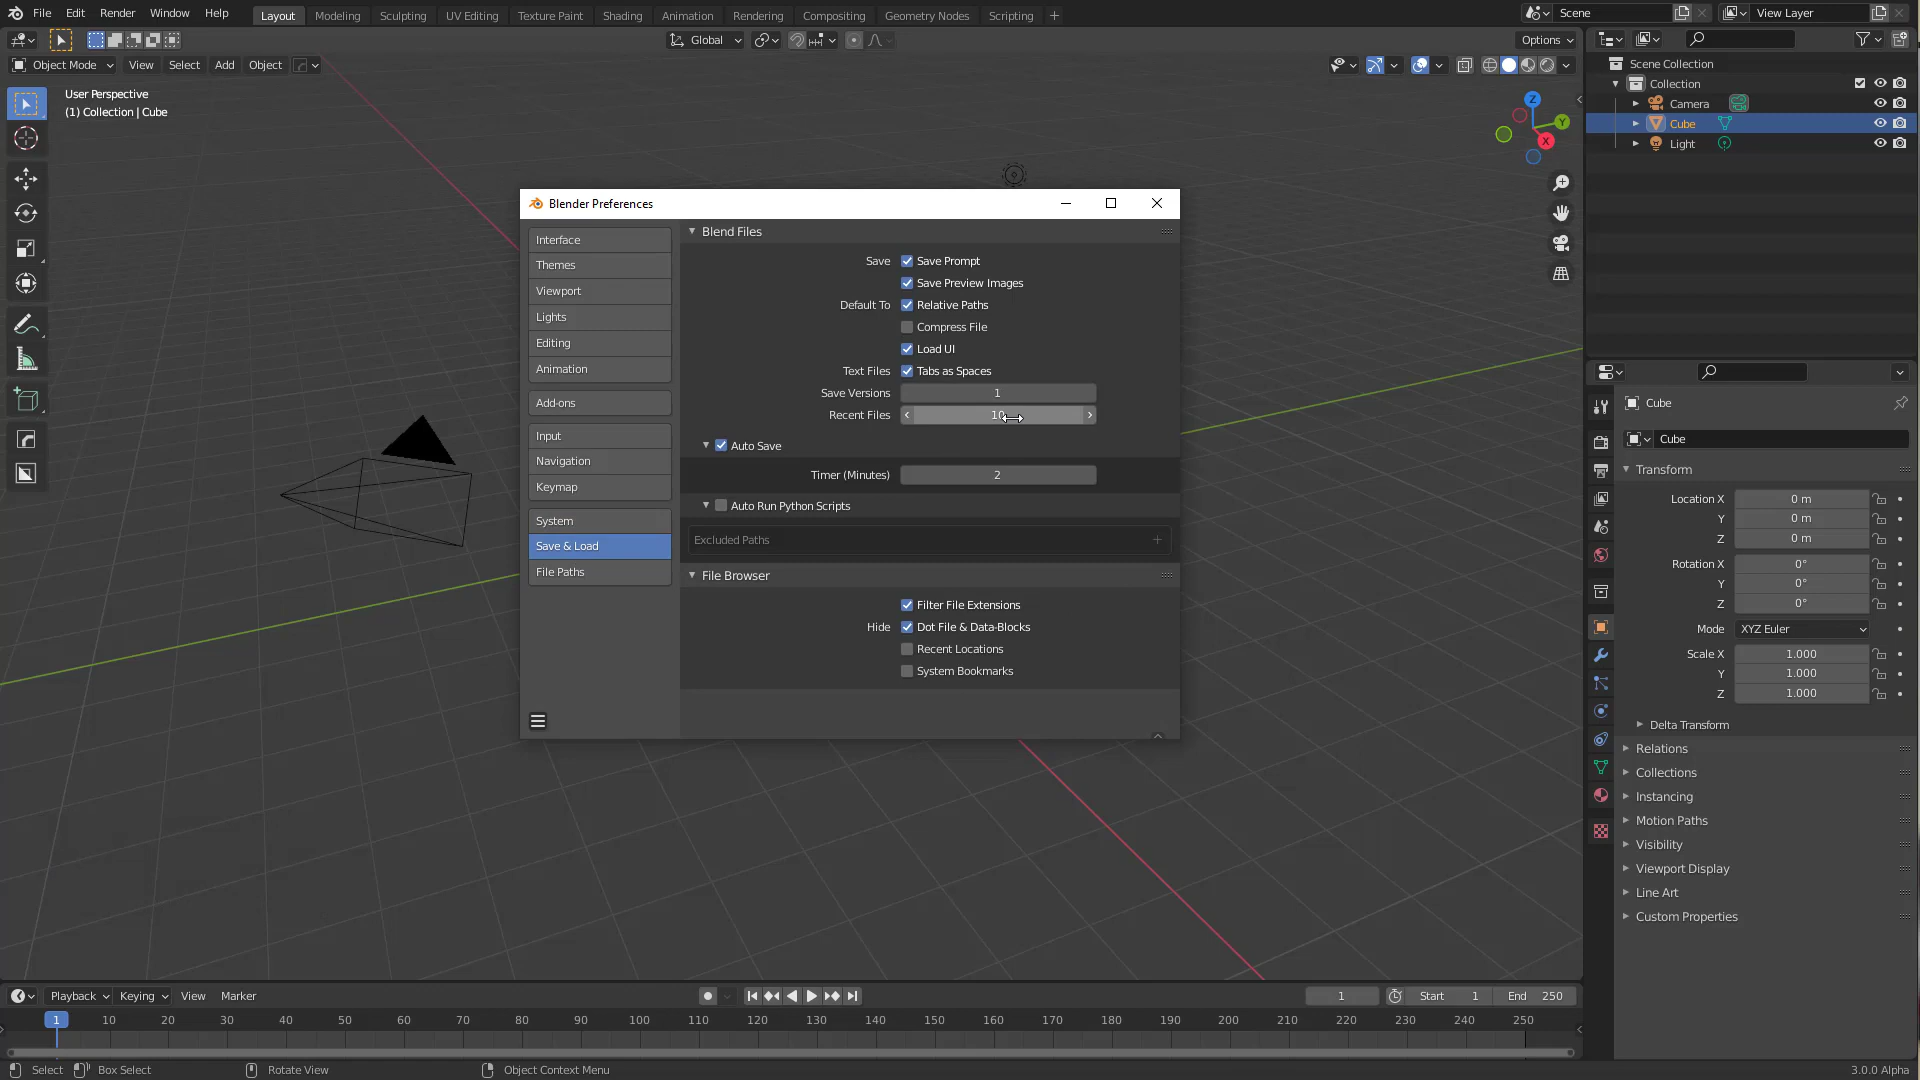 File Edit Render Window Help Layout Modeling Sculpting UV Editing Texture Paint Shading Animation Rendering Compositing Geometry Nodes Scripting + Scene View Layer
Global Options
Object Mode View Select Add Object
User Perspective
(1) Collection | Cube
Z
Y
X
Scene Collection
Collection
Camera
Cube
Light
Blender Preferences
Interface
Themes
Viewport
Lights
Editing
Animation
Add-ons
Input
Navigation
Keymap
System
Save & Load
File Paths
Blend Files
Save Save Prompt
Save Preview Images
Default To Relative Paths
Compress File
Load UI
Text Files Tabs as Spaces
Save Versions 1
Recent Files 10
Auto Save
Timer (Minutes) 2
Auto Run Python Scripts
Excluded Paths +
File Browser
Filter File Extensions
Hide Dot File & Data-Blocks
Recent Locations
System Bookmarks
Cube
Cube
Transform
Location X 0 m
Y 0 m
Z 0 m
Rotation X 0°
Y 0°
Z 0°
Mode XYZ Euler
Scale X 1.000
Y 1.000
Z 1.000
Delta Transform
Relations
Collections
Instancing
Motion Paths
Visibility
Viewport Display
Line Art
Custom Properties
Playback Keying View Marker 1 Start 1 End 250
1 10 20 30 40 50 60 70 80 90 100 110 120 130 140 150 160 170 180 190 200 210 220 230 240 250
Select Box Select Rotate View Object Context Menu 3.0.0 Alpha